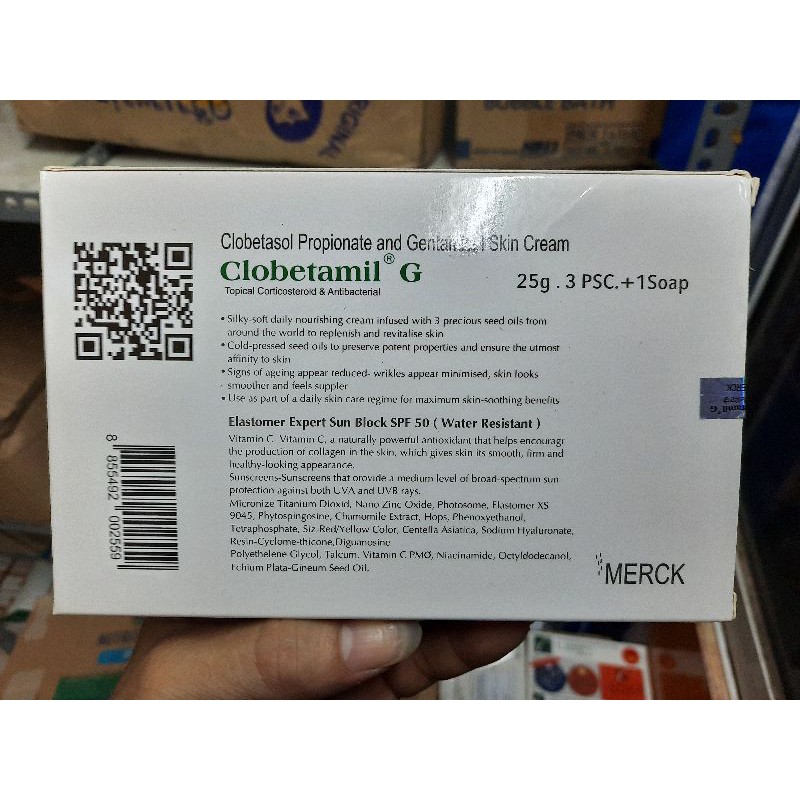 ORIGINAL
BUBBLE BATH
Clobetasol Propionate and Skin Cream
Clobetamil® G
Topical Corticosteroid & Antibacterial
25g . 3 PSC.+1Soap
• Silky-soft daily nourishing cream infused with 3 precious seed oils from
around the world to replenish and revitalise skin
• Cold-pressed seed oils to preserve potent properties and ensure the utmost
affinity to skin
• Signs of ageing appear reduced- wrikles appear minimised, skin looks
smoother and feels suppler
• Use as part of a daily skin care regime for maximum skin-soothing benefits
Elastomer Expert Sun Block SPF 50 ( Water Resistant )
Vitamin C. Vitamin C, a naturally powerful antioxidant that helps encouragi
the production of collagen in the skin, which gives skin its smooth, firm and
healthy-looking appearance.
Sunscreens-Sunscreens that orovide a medium level of broad-spectrum sun
protection against both UVA and UVB rays.
Micronize Titanium Dioxid, Nano Zinc Oxide, Photosome, Elastomer XS
9045, Phytospingosine, Chamomile Extract, Hops, Phenoxyethanol,
Tetraphosphate, Siz-Red/Yellow Color, Centella Asiatica, Sodium Hyaluronate,
Resin-Cyclome-thicone, Diguanosine
Polyethelene Glycol, Talcum, Vitamin C PMO, Niacinamide, Octyldodecanol,
Echium Plata-Gineum Seed Oil.
MERCK
8 855492 002559
MERCK